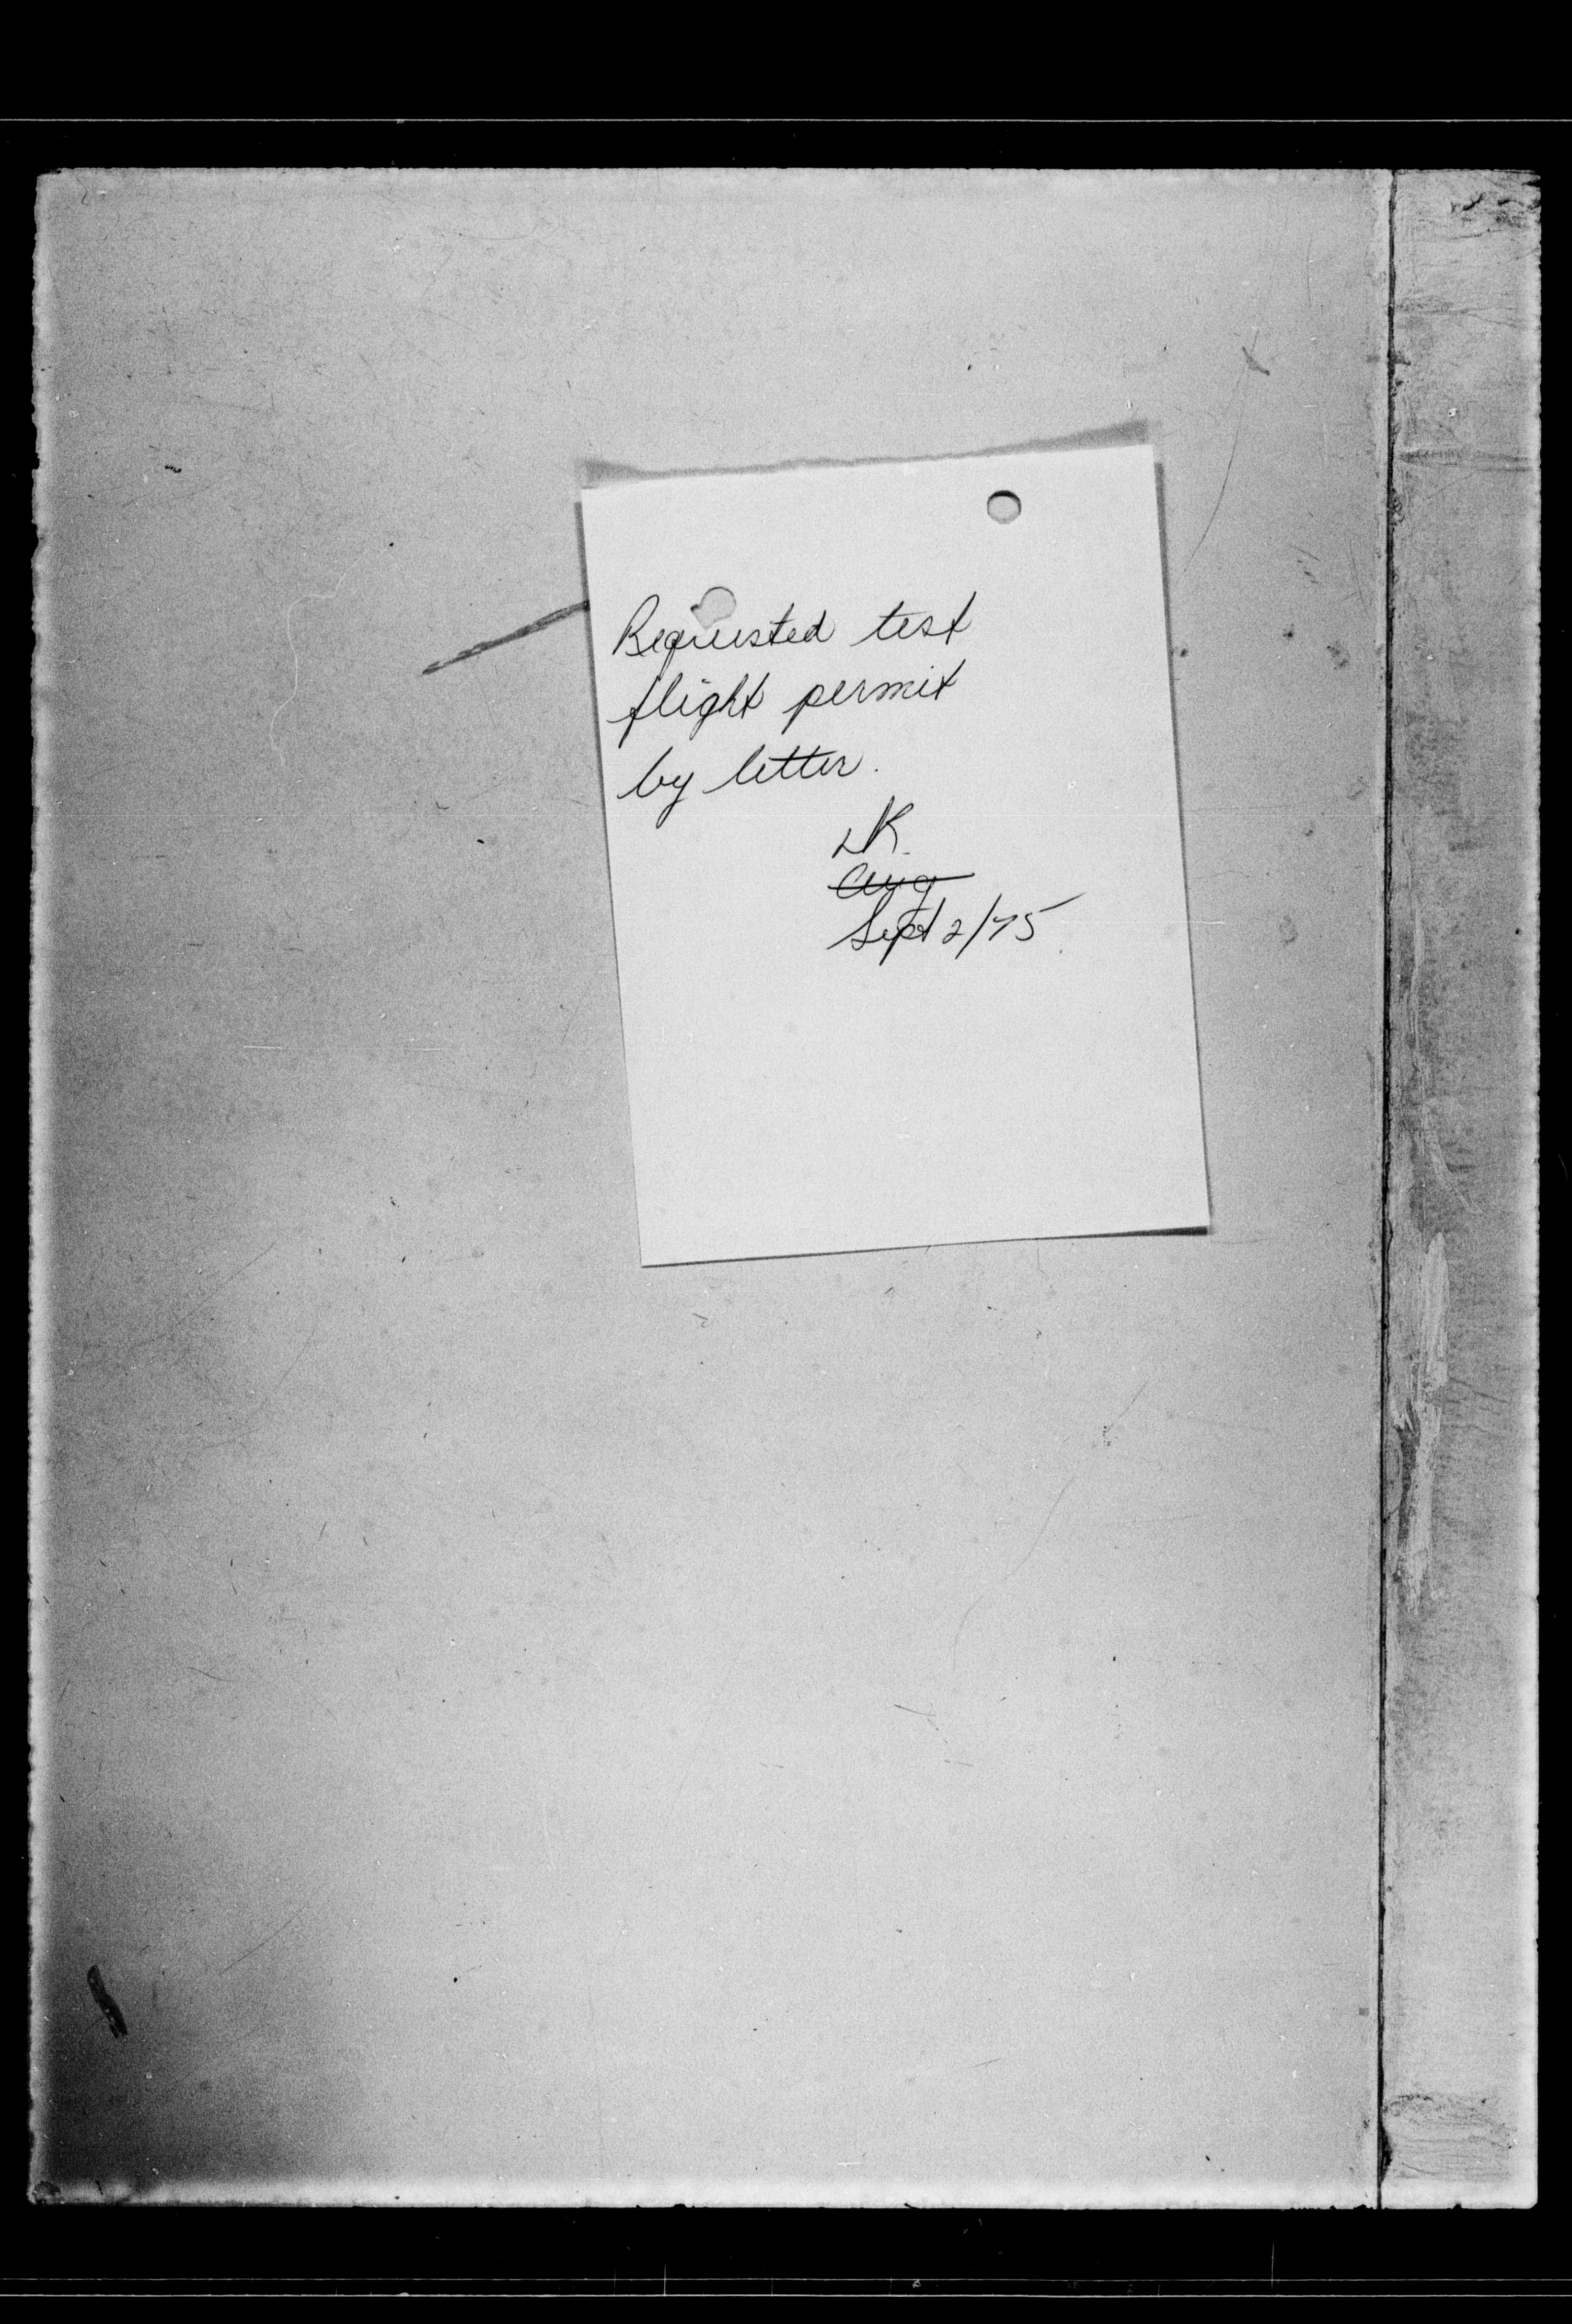 Requested test
flight permit
by letter.
LK.
Aug
Sept 2/75